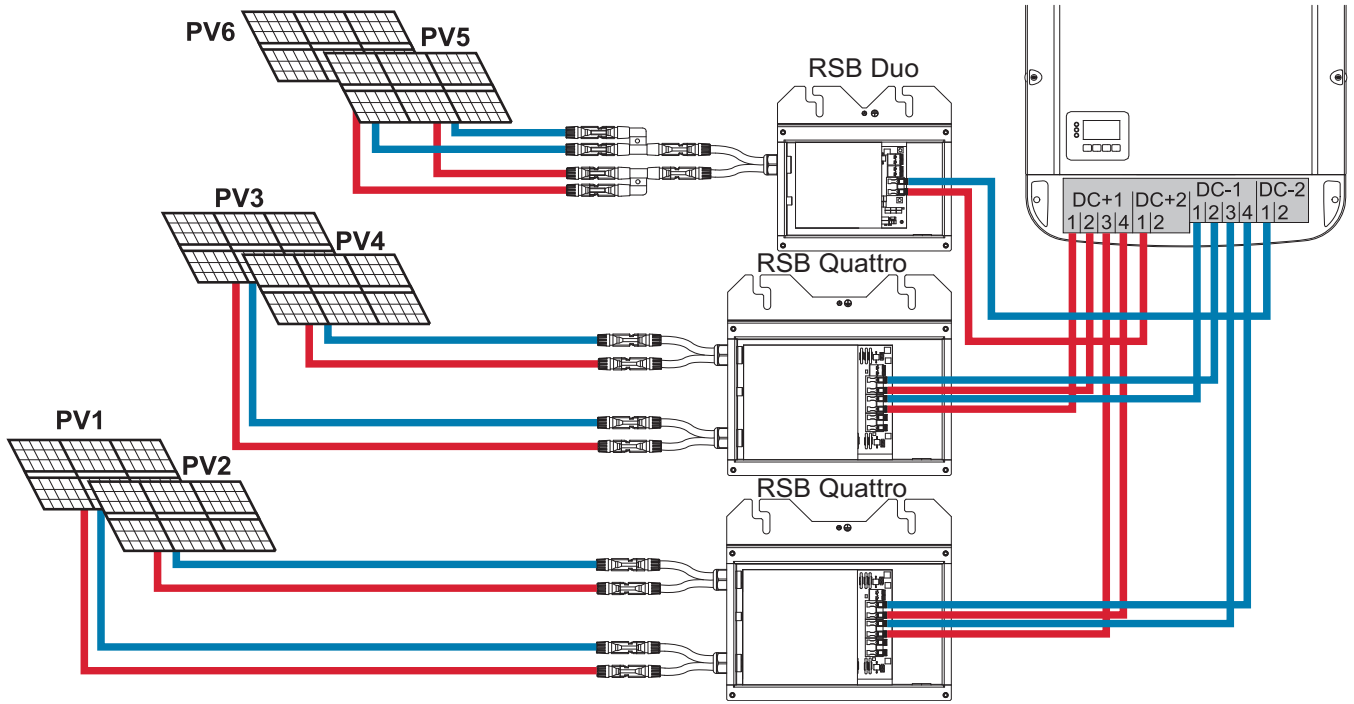 PV6
PV5
RSB Duo
PV3
PV4
DC+1 DC+2 DC-1 DC-2
1 2 3 4 1 2 1 2 3 4 1 2
RSB Quattro
PV1
PV2
RSB Quattro